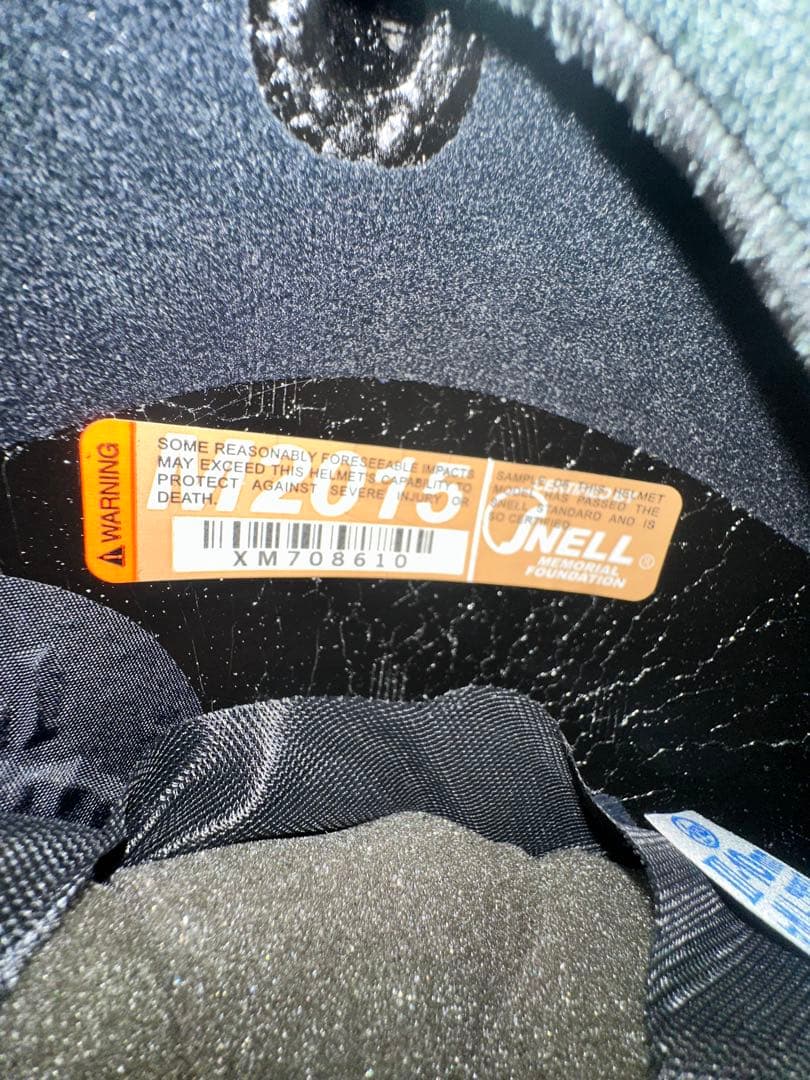 WARNING
M2015
SOME REASONABLY FORESEEABLE IMPACTS
MAY EXCEED THIS HELMET'S CAPABILITY TO
PROTECT AGAINST SEVERE INJURY OR
DEATH.
XM708610
SAMPLE OF THIS HELMET
MODEL HAS PASSED THE
SNELL STANDARD AND IS
SO CERTIFIED
SNELL ®
MEMORIAL
FOUNDATION